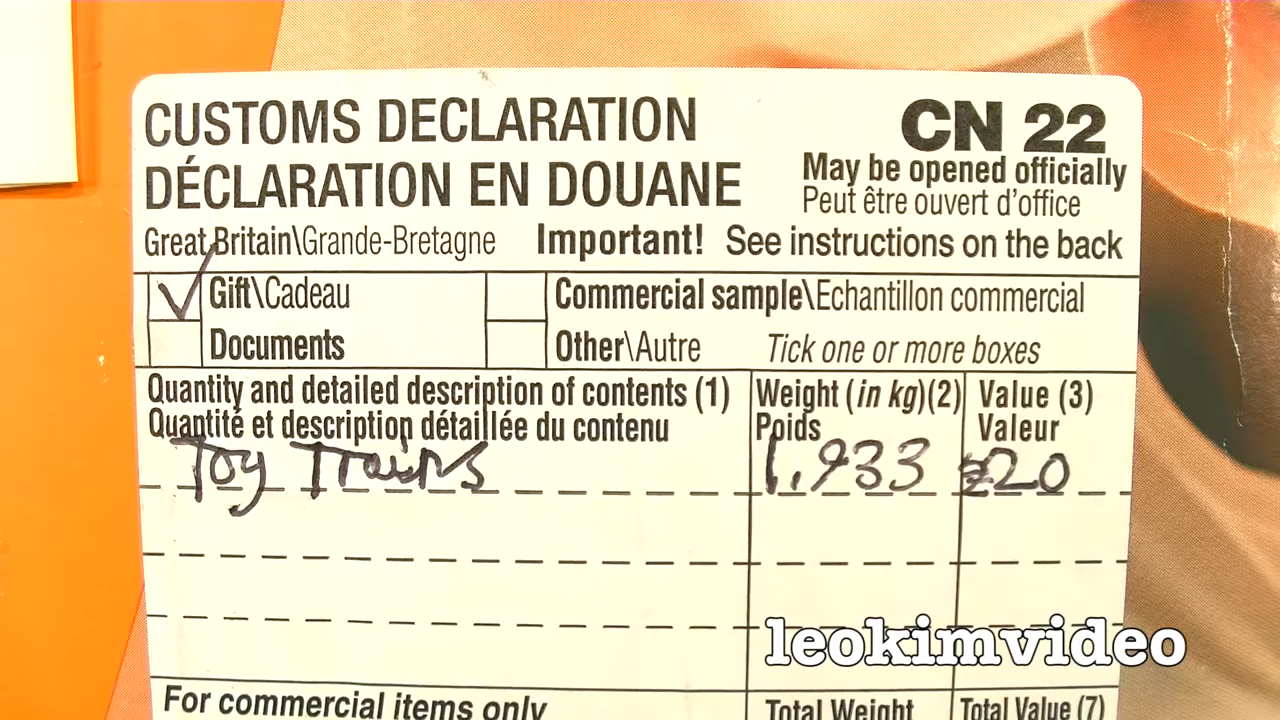 CUSTOMS DECLARATION
DÉCLARATION EN DOUANE
CN 22
May be opened officially
Peut être ouvert d'office
Great Britain\Grande-Bretagne Important! See instructions on the back
Gift\Cadeau Commercial sample\Echantillon commercial
Documents Other\Autre Tick one or more boxes
Quantity and detailed description of contents (1) Weight (in kg)(2) Value (3)
Quantité et description détaillée du contenu Poids Valeur
Toy Trains 1.933 £20
leokimvideo
For commercial items only Total Weight Total Value (7)